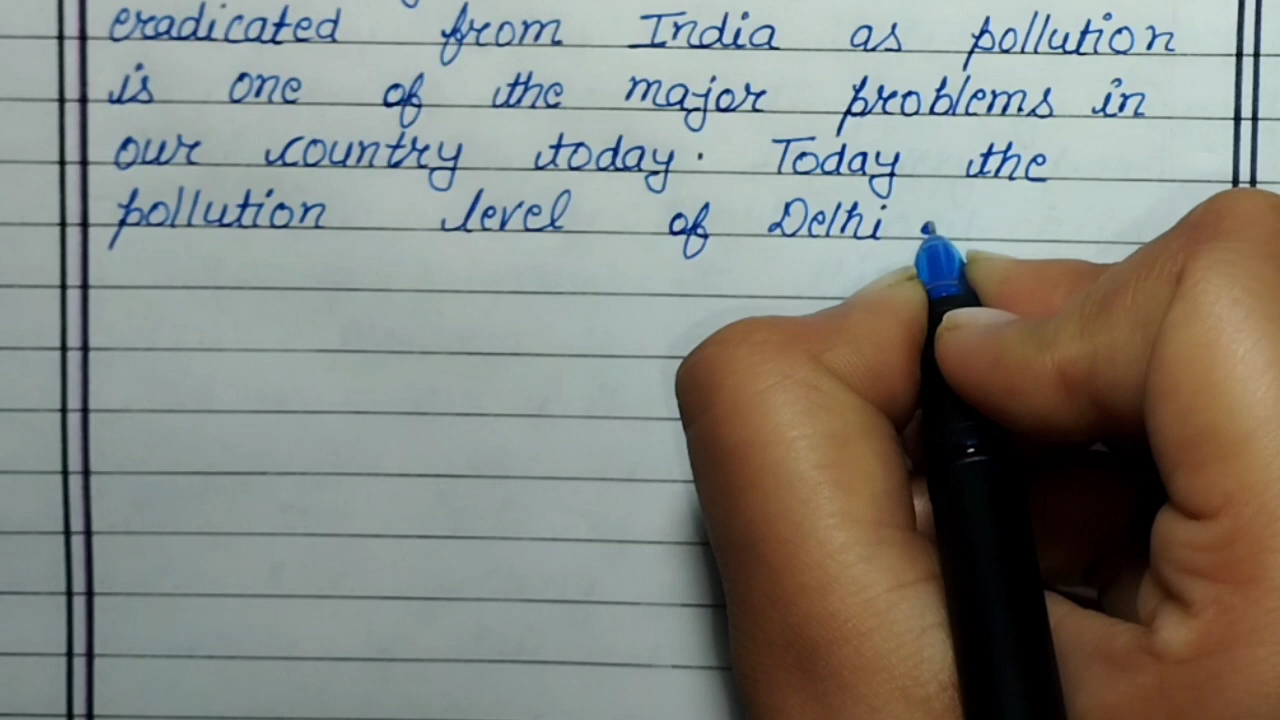 eradicated from India as pollution
is one of the major problems in
our country today. Today the
pollution level of Delhi